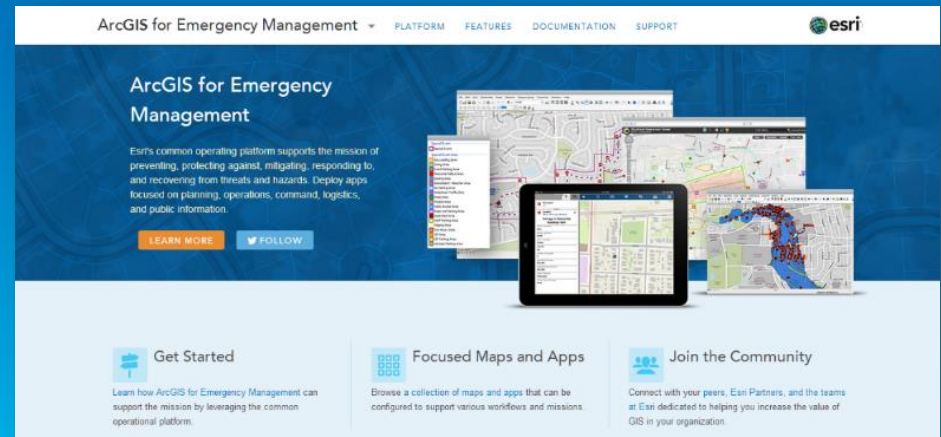 ArcGIS for Emergency Management PLATFORM FEATURES DOCUMENTATION SUPPORT esri
ArcGIS for Emergency
Management
Esri's common operating platform supports the mission of
preventing, protecting against, mitigating, responding to,
and recovering from threats and hazards. Deploy apps
focused on planning, operations, command, logistics,
and public information.
LEARN MORE FOLLOW
Get Started
Learn how ArcGIS for Emergency Management can
support the mission by leveraging the common
operational platform.
Focused Maps and Apps
Browse a collection of maps and apps that can be
configured to support various workflows and missions.
Join the Community
Connect with your peers, Esri Partners, and the teams
at Esri dedicated to helping you increase the value of
GIS in your organization.